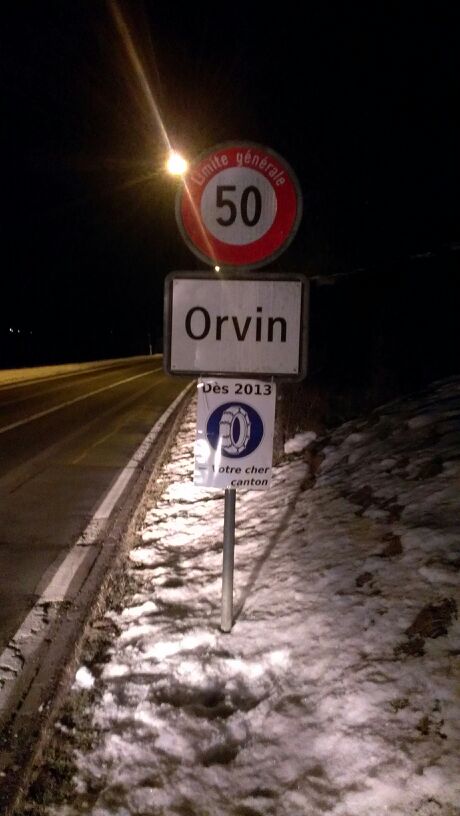 Limite générale
50
Orvin
Dès 2013
Votre cher
canton